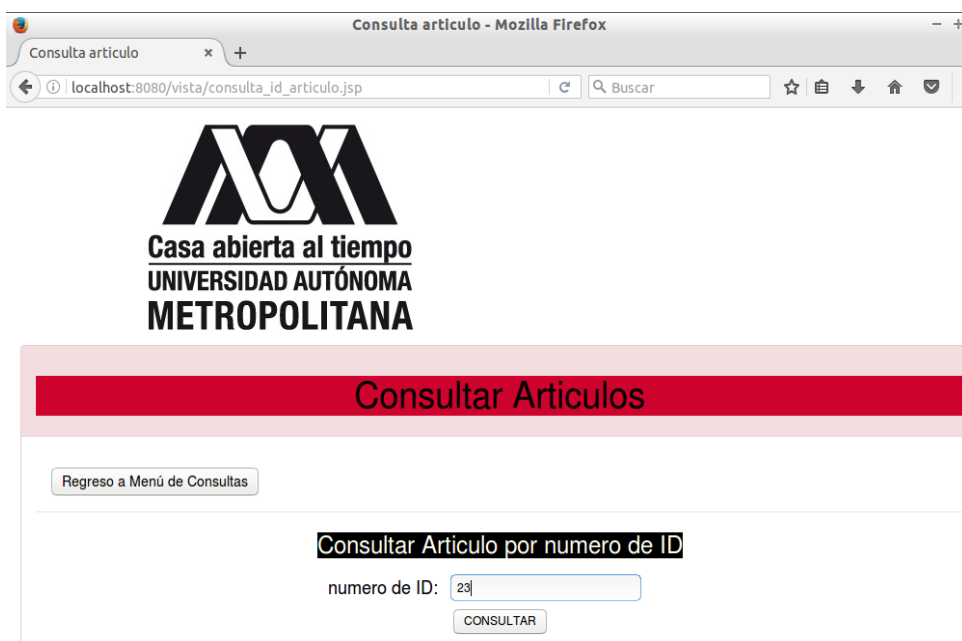 Consulta articulo - Mozilla Firefox
Consulta articulo × +
localhost:8080/vista/consulta_id_articulo.jsp Buscar
Casa abierta al tiempo
UNIVERSIDAD AUTÓNOMA
METROPOLITANA
Consultar Articulos
Regreso a Menú de Consultas
Consultar Articulo por numero de ID
numero de ID: 23
CONSULTAR